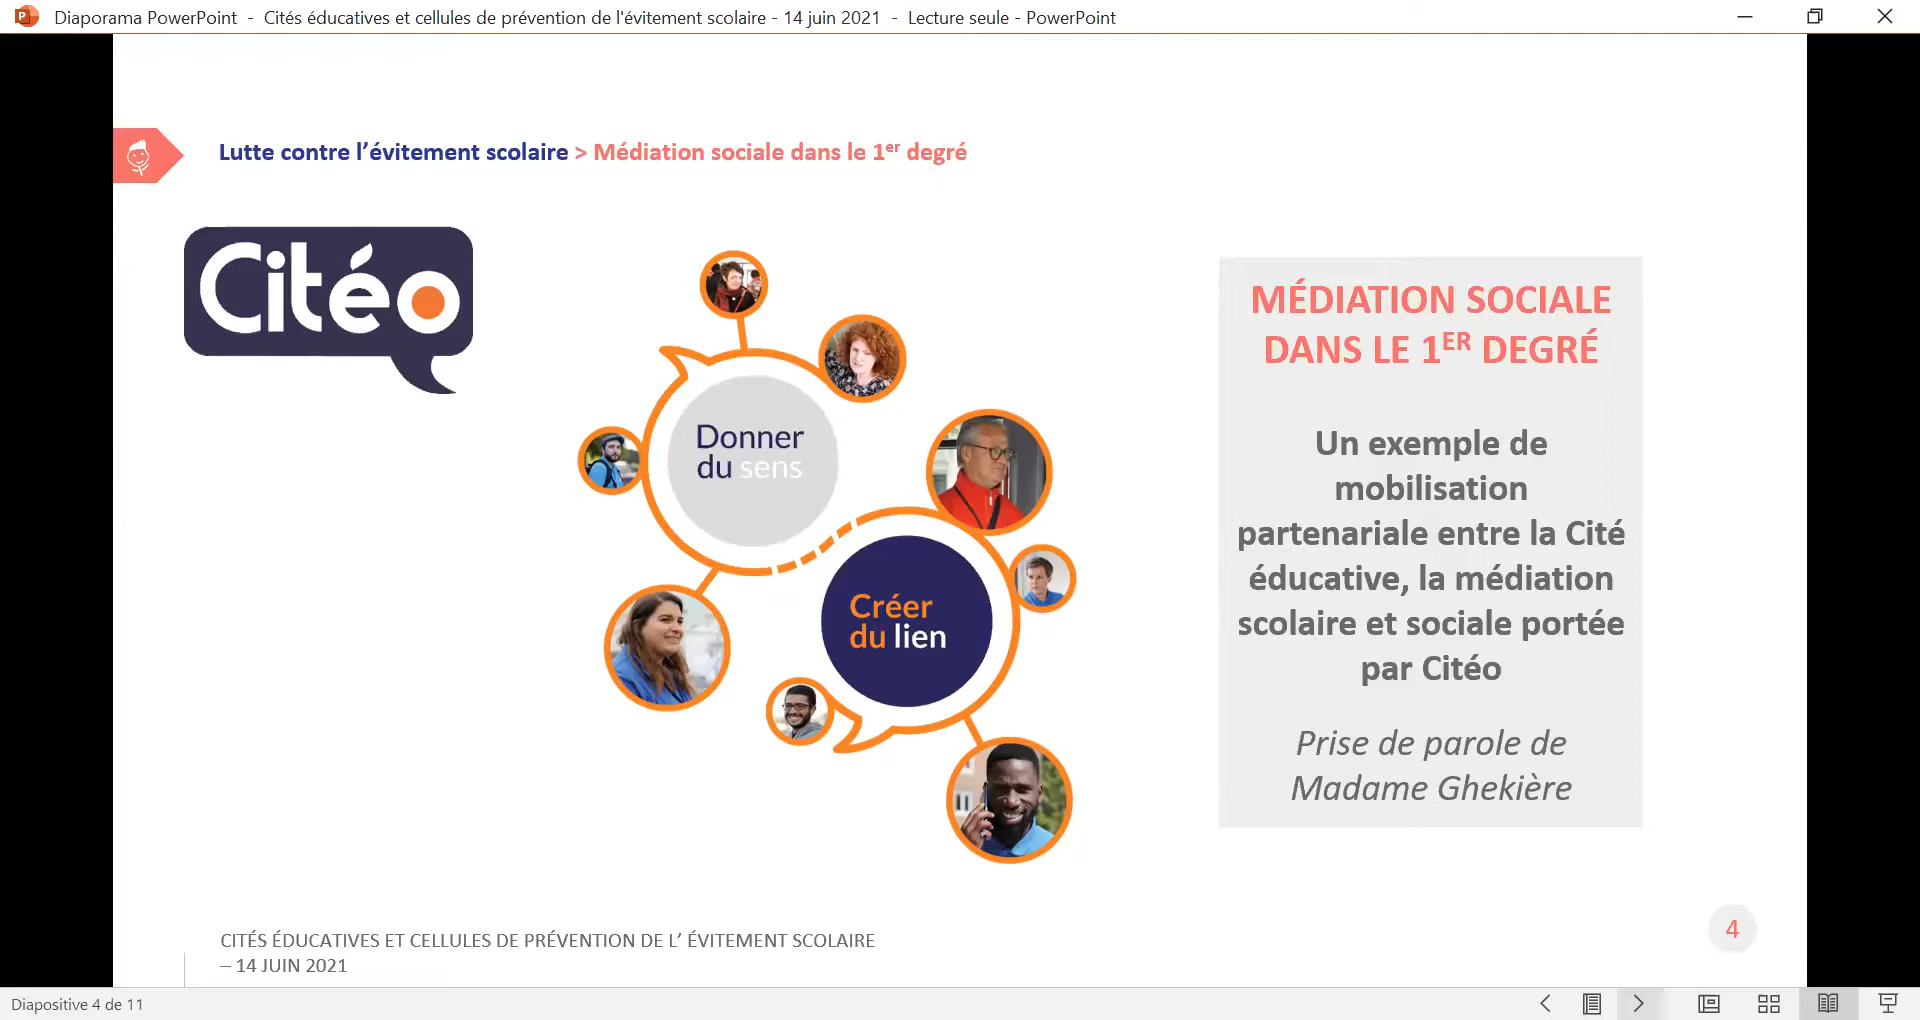 Diaporama PowerPoint - Cités éducatives et cellules de prévention de l'évitement scolaire - 14 juin 2021 - Lecture seule - PowerPoint
Lutte contre l’évitement scolaire > Médiation sociale dans le 1er degré
Citéo
Donner
du sens
Créer
du lien
MÉDIATION SOCIALE
DANS LE 1ER DEGRÉ
Un exemple de
mobilisation
partenariale entre la Cité
éducative, la médiation
scolaire et sociale portée
par Citéo
Prise de parole de
Madame Ghekière
CITÉS ÉDUCATIVES ET CELLULES DE PRÉVENTION DE L’ ÉVITEMENT SCOLAIRE
– 14 JUIN 2021
4
Diapositive 4 de 11